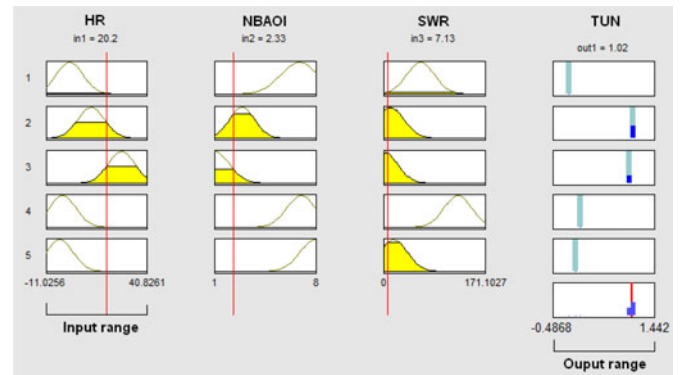 HR NBAOI SWR TUN
in1 = 20.2 in2 = 2.33 in3 = 7.13 out1 = 1.02
1
2
3
4
5
-11.0256 40.8261 1 8 0 171.1027
-0.4868 1.442
Input range
Ouput range